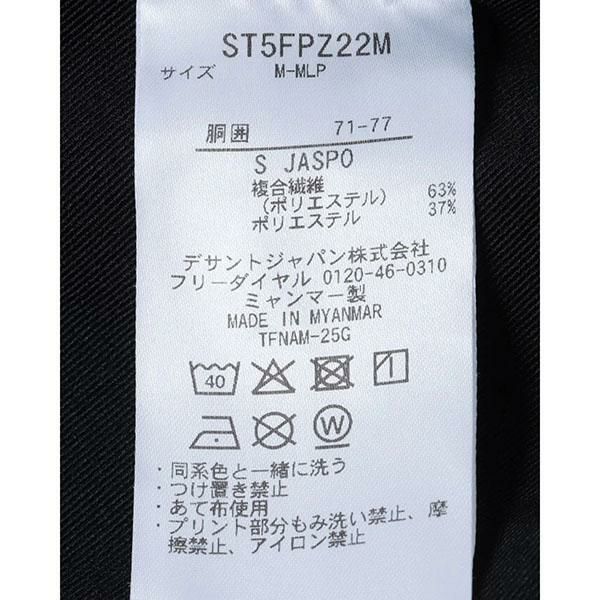 ST5FPZ22M
サイズ M-MLP
胴囲 71-77
S JASPO
複合繊維
(ポリエステル) 63%
ポリエステル 37%
デサントジャパン株式会社
フリーダイヤル 0120-46-0310
ミャンマー製
MADE IN MYANMAR
TFNAM-25G
40
W
・同系色と一緒に洗う
・つけ置き禁止
・あて布使用
・プリント部分もみ洗い禁止、摩
擦禁止、アイロン禁止